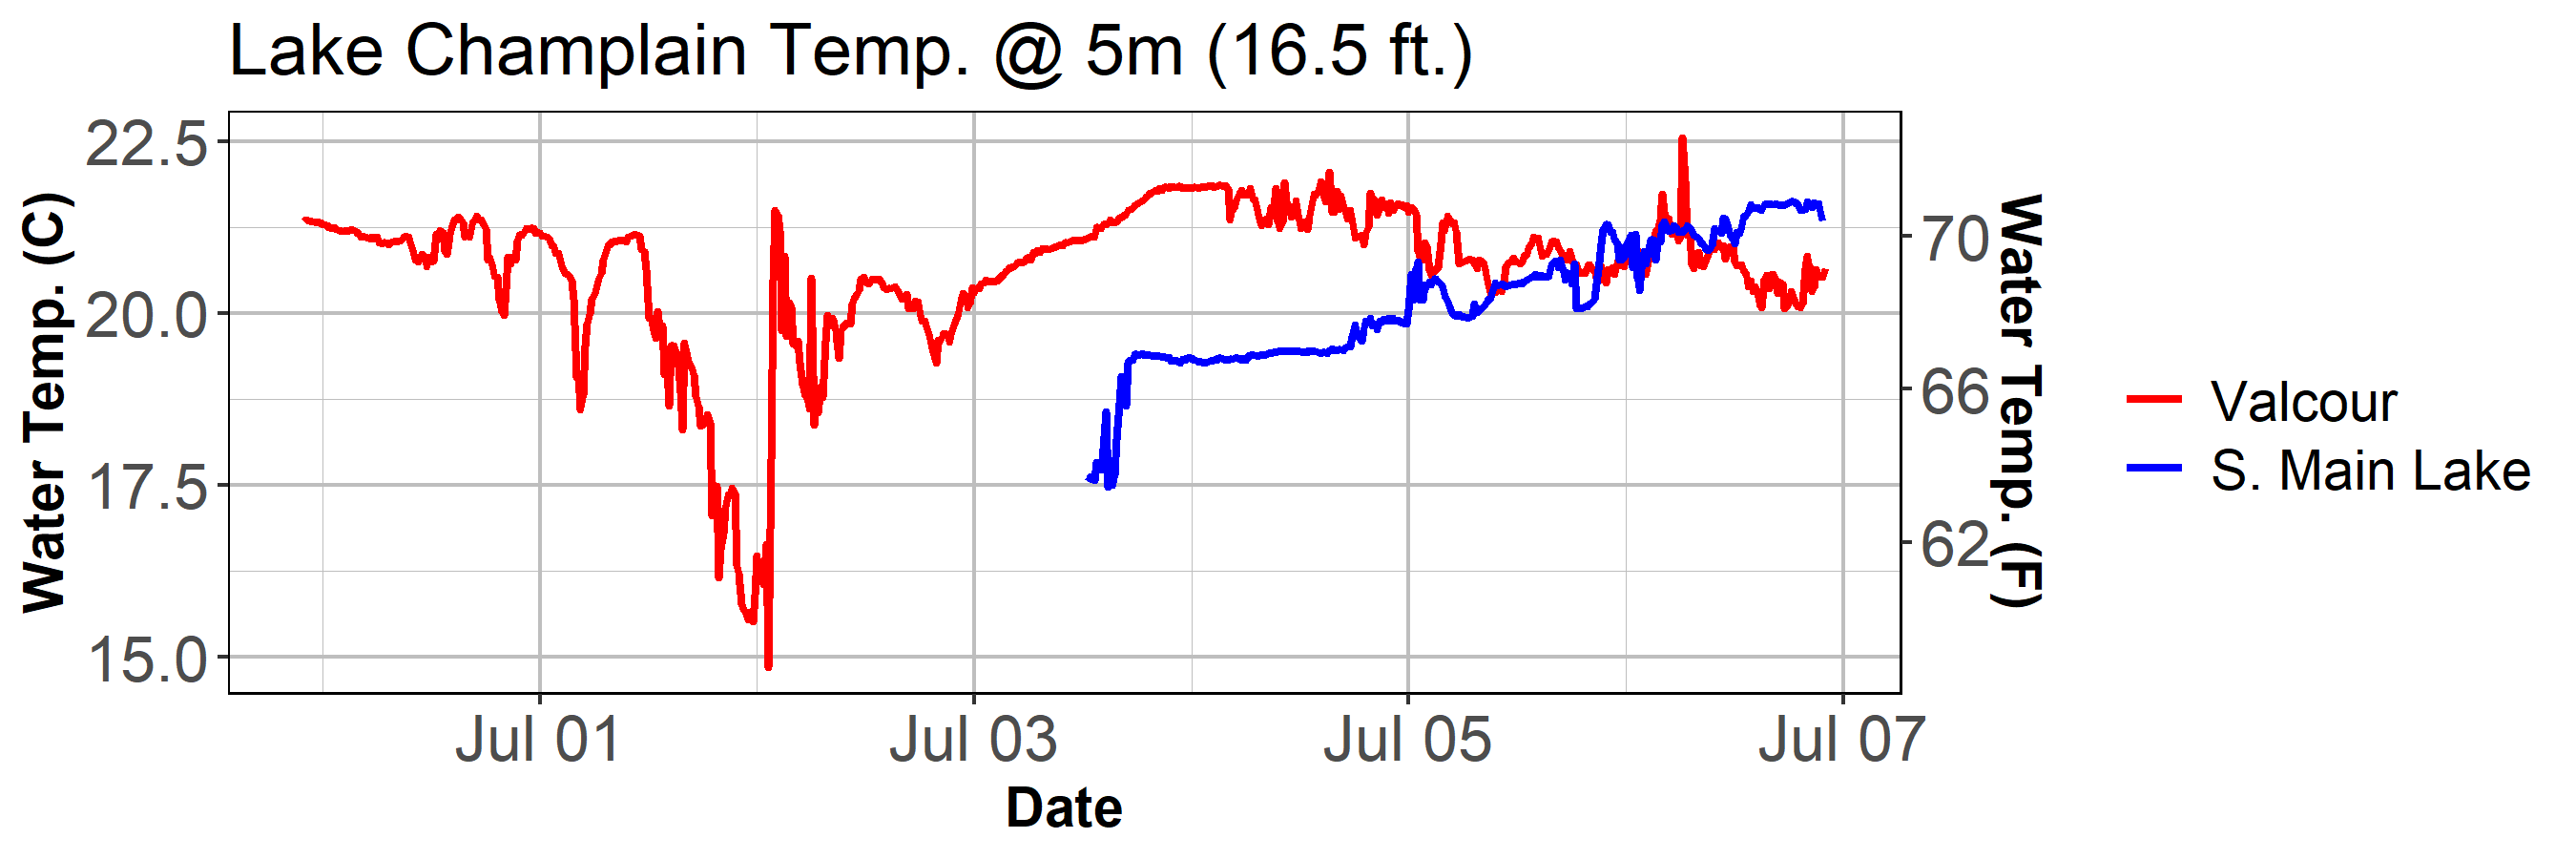 Lake Champlain Temp. @ 5m (16.5 ft.)
Water Temp. (C)
22.5
20.0
17.5
15.0
70
66
62
Water Temp. (F)
Jul 01
Jul 03
Jul 05
Jul 07
Date
Valcour
S. Main Lake